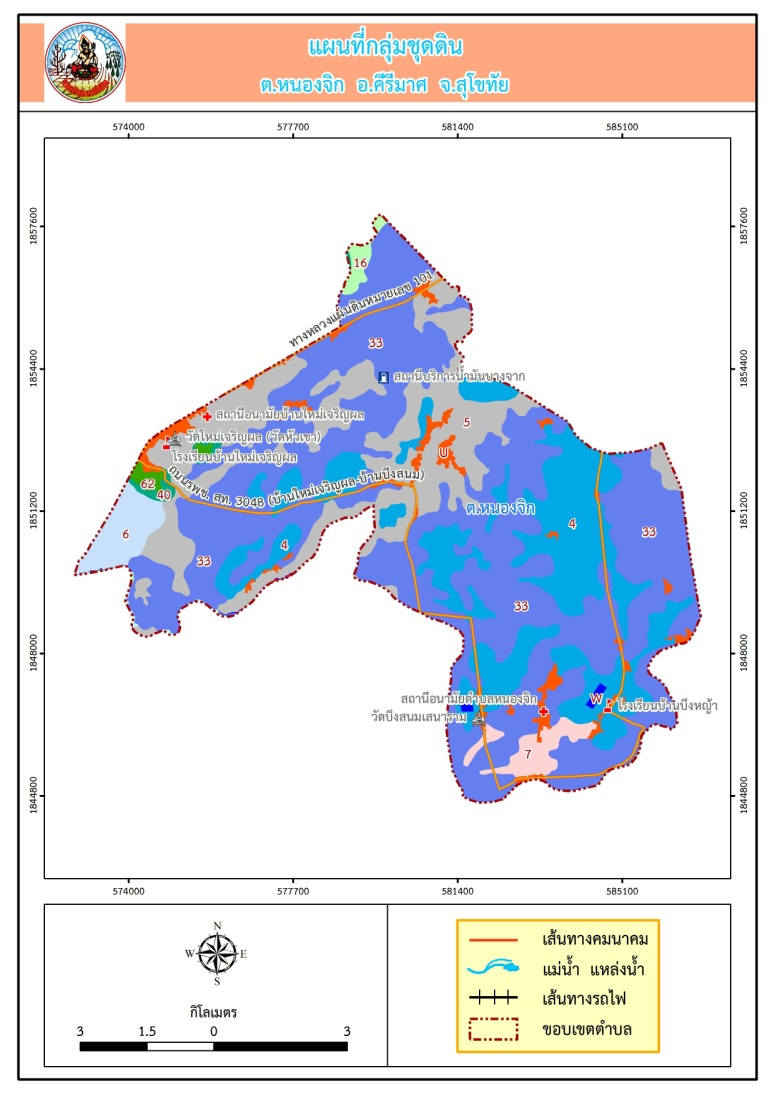 แผนที่กลุ่มชุดดิน
ต.หนองจิก อ.คีรีมาศ จ.สุโขทัย
574000 577700 581400 585100
1857600 1857600
16
ทางหลวงแผ่นดินหมายเลข 101
33
1854400 1854400
สถานีบริการน้ำมันบางจาก
สถานีอนามัยบ้านใหม่เจริญผล
5
วัดใหม่เจริญผล (วัดหัวเขา)
โรงเรียนบ้านใหม่เจริญผล
U
ถนนรพช. สท. 3048 (บ้านใหม่เจริญผล-บ้านบึงสนม)
62
40
1851200 1851200
ต.หนองจิก
4
6
33
4
33
33
1848000 1848000
สถานีอนามัยตำบลหนองจิก
W
โรงเรียนบ้านบึงหญ้า
วัดบึงสนมเสนาราม
7
1844800 1844800
574000 577700 581400 585100
N
W E
S
กิโลเมตร
3 1.5 0 3
เส้นทางคมนาคม
แม่น้ำ แหล่งน้ำ
เส้นทางรถไฟ
ขอบเขตตำบล